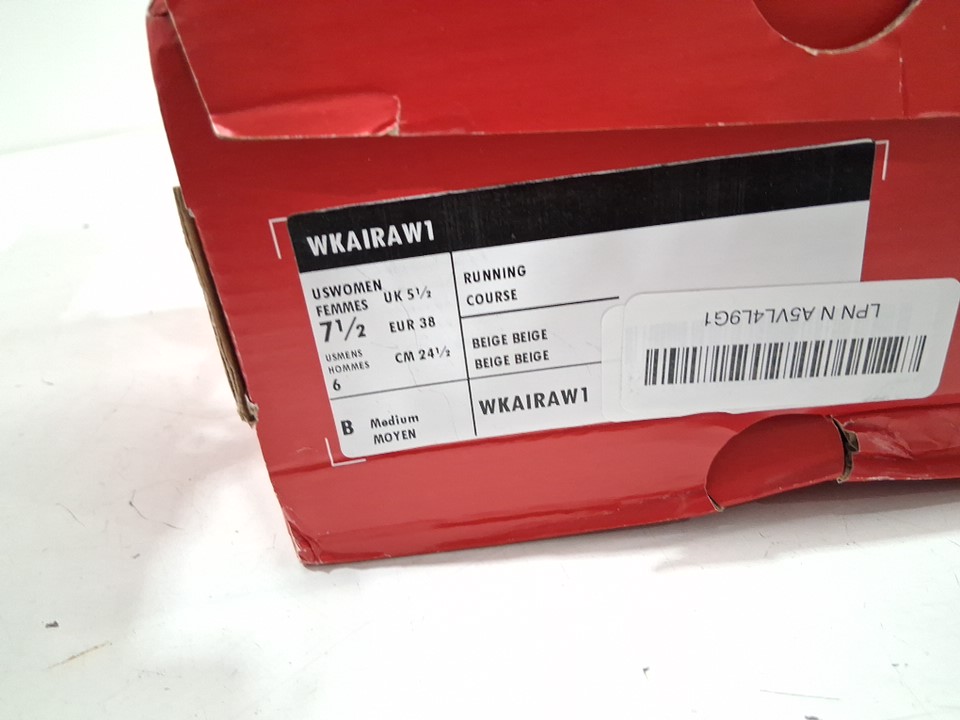 WKAIRAW1
USWOMEN
FEMMES
7½
USMENS
HOMMES
6
UK 5½
EUR 38
CM 24½
RUNNING
COURSE
BEIGE BEIGE
BEIGE BEIGE
B
Medium
MOYEN
WKAIRAW1
LPN N A5VL4L9G1